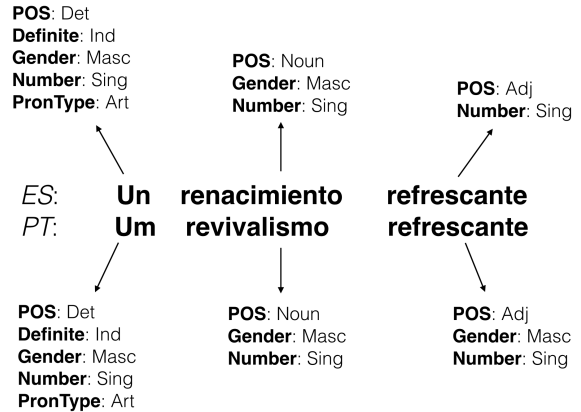 POS: Det
Definite: Ind
Gender: Masc
Number: Sing
PronType: Art
POS: Noun
Gender: Masc
Number: Sing
POS: Adj
Number: Sing
ES: Un renacimiento refrescante
PT: Um revivalismo refrescante
POS: Det
Definite: Ind
Gender: Masc
Number: Sing
PronType: Art
POS: Noun
Gender: Masc
Number: Sing
POS: Adj
Gender: Masc
Number: Sing